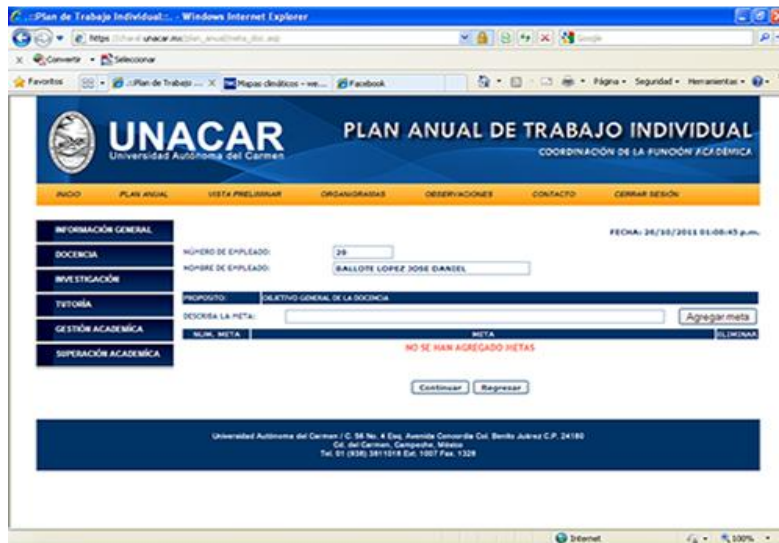 .::Plan de Trabajo Individual::. - Windows Internet Explorer
Google
Convertir Seleccionar
Favoritos .::Plan de Trabajo ... Mapas climáticos - we... Facebook Página Seguridad Herramientas
UNACAR
Universidad Autónoma del Carmen
PLAN ANUAL DE TRABAJO INDIVIDUAL
COORDINACIÓN DE LA FUNCIÓN ACADÉMICA
INICIO PLAN ANUAL VISTA PRELIMINAR ORGANIGRAMAS OBSERVACIONES CONTACTO CERRAR SESIÓN
INFORMACIÓN GENERAL
DOCENCIA
INVESTIGACIÓN
TUTORÍA
GESTIÓN ACADEMÍCA
SUPERACIÓN ACADEMÍCA
FECHA: 26/10/2011 01:08:45 p.m.
NÚMERO DE EMPLEADO: 29
NOMBRE DE EMPLEADO: BALLOTE LOPEZ JOSE DANIEL
PROPOSITO: OBJETIVO GENERAL DE LA DOCENCIA
DESCRIBA LA META: Agregar meta
NUM. META META ELIMINAR
NO SE HAN AGREGADO METAS
Continuar Regresar
Universidad Autónoma del Carmen / C. 56 No. 4 Esq. Avenida Concordia Col. Benito Juárez C.P. 24180
Cd. del Carmen, Campeche, México
Tel. 01 (938) 3811018 Ext. 1007 Fax. 1328
Internet 100%